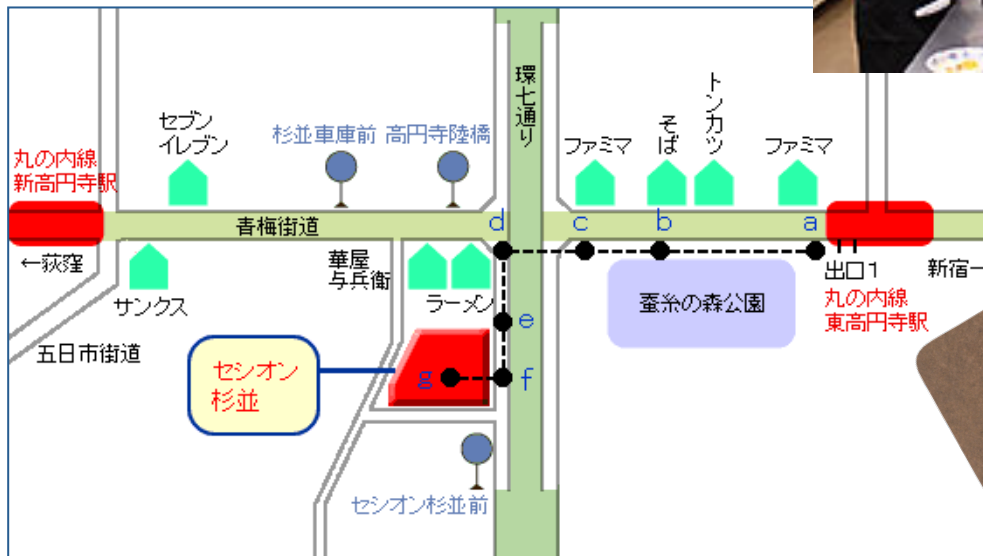 環七通り
トンカツ
セブン
イレブン
杉並車庫前
高円寺陸橋
ファミマ
そば
ファミマ
丸の内線
新高円寺駅
青梅街道
d
c
b
a
←荻窪
サンクス
華屋
与兵衛
ラーメン
出口1
新宿→
丸の内線
東高円寺駅
蚕糸の森公園
e
五日市街道
セシオン
杉並
g
f
セシオン杉並前